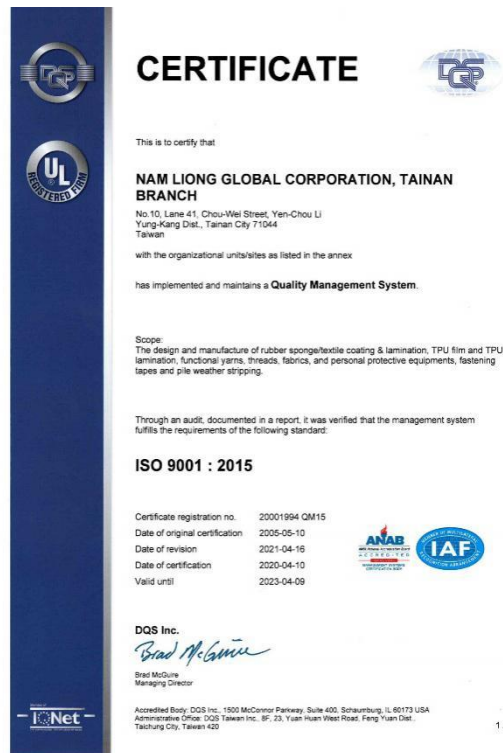 DQS
CERTIFICATE
DQS
UL
REGISTERED FIRM
This is to certify that
NAM LIONG GLOBAL CORPORATION, TAINAN
BRANCH
No.10, Lane 41, Chou-Wei Street, Yen-Chou Li
Yung-Kang Dist., Tainan City 71044
Taiwan
with the organizational units/sites as listed in the annex
has implemented and maintains a Quality Management System.
Scope:
The design and manufacture of rubber sponge/textile coating & lamination, TPU film and TPU
lamination, functional yarns, threads, fabrics, and personal protective equipments, fastening
tapes and pile weather stripping.
Through an audit, documented in a report, it was verified that the management system
fulfills the requirements of the following standard:
ISO 9001 : 2015
Certificate registration no. 20001994 QM15
Date of original certification 2005-05-10
Date of revision 2021-04-16
Date of certification 2020-04-10
Valid until 2023-04-09
ANAB
ACCREDITED
MANAGEMENT SYSTEMS
CERTIFICATION BODY
IAF
DQS Inc.
Brad McGuire
Brad McGuire
Managing Director
IQNet
Accredited Body: DQS Inc., 1500 McConnor Parkway, Suite 400, Schaumburg, IL 60173 USA
Administrative Office: DQS Taiwan Inc., 8F, 23, Yuan Huan West Road, Feng Yuan Dist.,
Taichung City, Taiwan 420
1